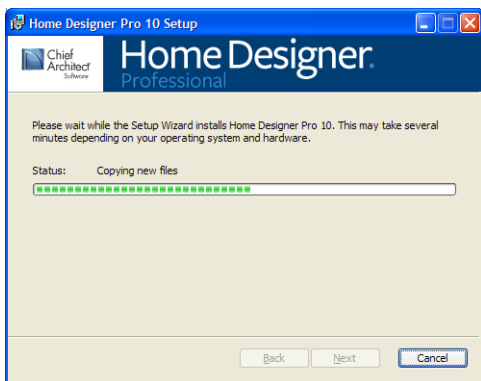 Home Designer Pro 10 Setup
Chief
Architect
Software
Home Designer.
Professional
Please wait while the Setup Wizard installs Home Designer Pro 10. This may take several
minutes depending on your operating system and hardware.
Status: Copying new files
Back Next Cancel